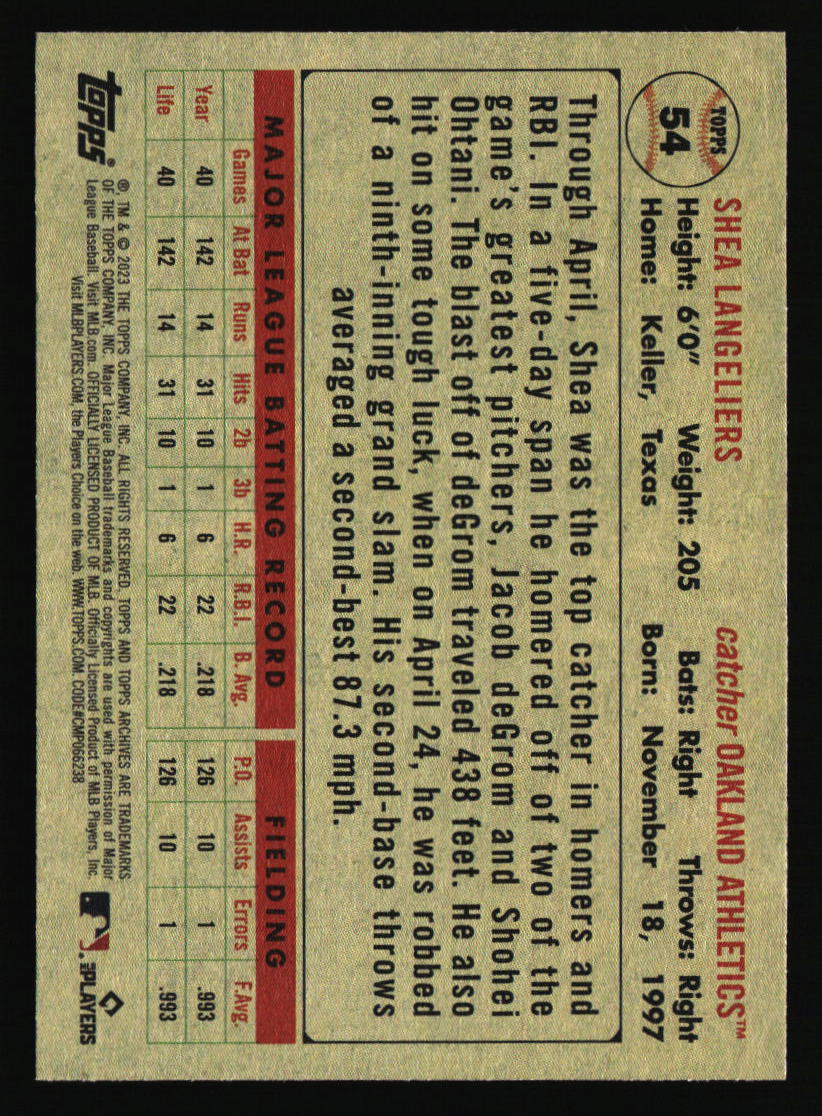 TOPPS
54
SHEA LANGELIERS catcher OAKLAND ATHLETICS™
Height: 6'0" Weight: 205 Bats: Right Throws: Right
Home: Keller, Texas Born: November 18, 1997
Through April, Shea was the top catcher in homers and
RBI. In a five-day span he homered off of two of the
game's greatest pitchers, Jacob deGrom and Shohei
Ohtani. The blast off of deGrom traveled 438 feet. He also
hit on some tough luck, when on April 24, he was robbed
of a ninth-inning grand slam. His second-base throws
averaged a second-best 87.3 mph.
MAJOR LEAGUE BATTING RECORD FIELDING
Games At Bat Runs Hits 2b 3b H.R. R.B.I. B. Avg. P.O. Assists Errors F.Avg.
Year 40 142 14 31 10 1 6 22 .218 126 10 1 .993
Life 40 142 14 31 10 1 6 22 .218 126 10 1 .993
topps®
®, TM & © 2023 THE TOPPS COMPANY, INC. ALL RIGHTS RESERVED. TOPPS AND TOPPS ARCHIVES ARE TRADEMARKS
OF THE TOPPS COMPANY, INC. Major League Baseball trademarks and copyrights are used with permission of Major
League Baseball. Visit MLB.com. OFFICIALLY LICENSED PRODUCT OF MLB. Officially Licensed Product of MLB Players, Inc.
Visit MLBPLAYERS.COM, the Players Choice on the web. WWW.TOPPS.COM CODE#CMP066238
MLB PLAYERS